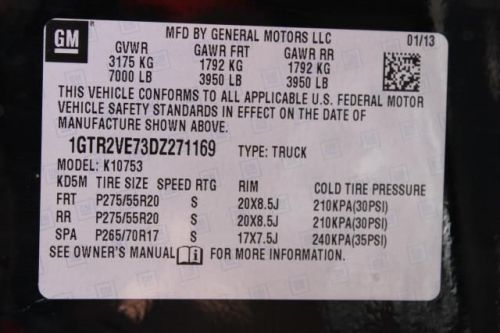 GM
MFD BY GENERAL MOTORS LLC
01/13
GVWR GAWR FRT GAWR RR
3175 KG 1792 KG 1792 KG
7000 LB 3950 LB 3950 LB
THIS VEHICLE CONFORMS TO ALL APPLICABLE U.S. FEDERAL MOTOR
VEHICLE SAFETY STANDARDS IN EFFECT ON THE DATE OF
MANUFACTURE SHOWN ABOVE.
1GTR2VE73DZ271169 TYPE: TRUCK
MODEL: K10753
KD5M TIRE SIZE SPEED RTG RIM COLD TIRE PRESSURE
FRT P275/55R20 S 20X8.5J 210KPA(30PSI)
RR P275/55R20 S 20X8.5J 210KPA(30PSI)
SPA P265/70R17 S 17X7.5J 240KPA(35PSI)
SEE OWNER'S MANUAL FOR MORE INFORMATION.